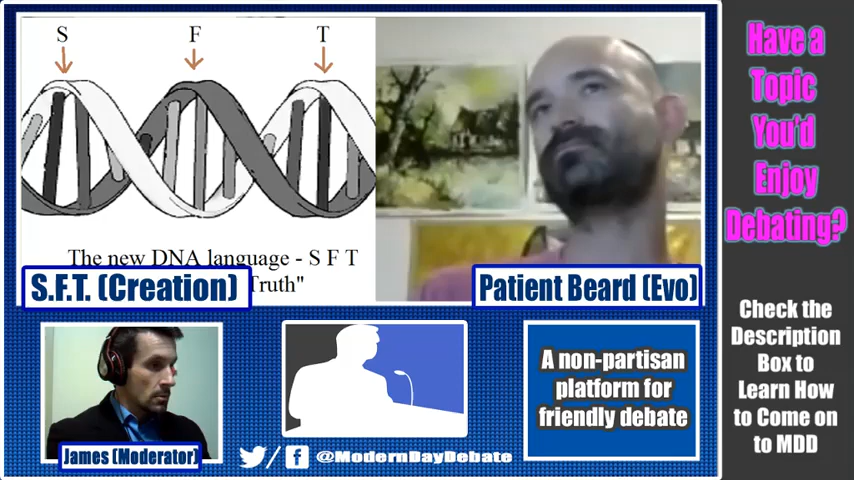 S F T
The new DNA language - S F T
Truth"
S.F.T. (Creation)
Patient Beard (Evo)
James (Moderator)
@ModernDayDebate
A non-partisan
platform for
friendly debate
Have a
Topic
You'd
Enjoy
Debating?
Check the
Description
Box to
Learn How
to Come on
to MDD